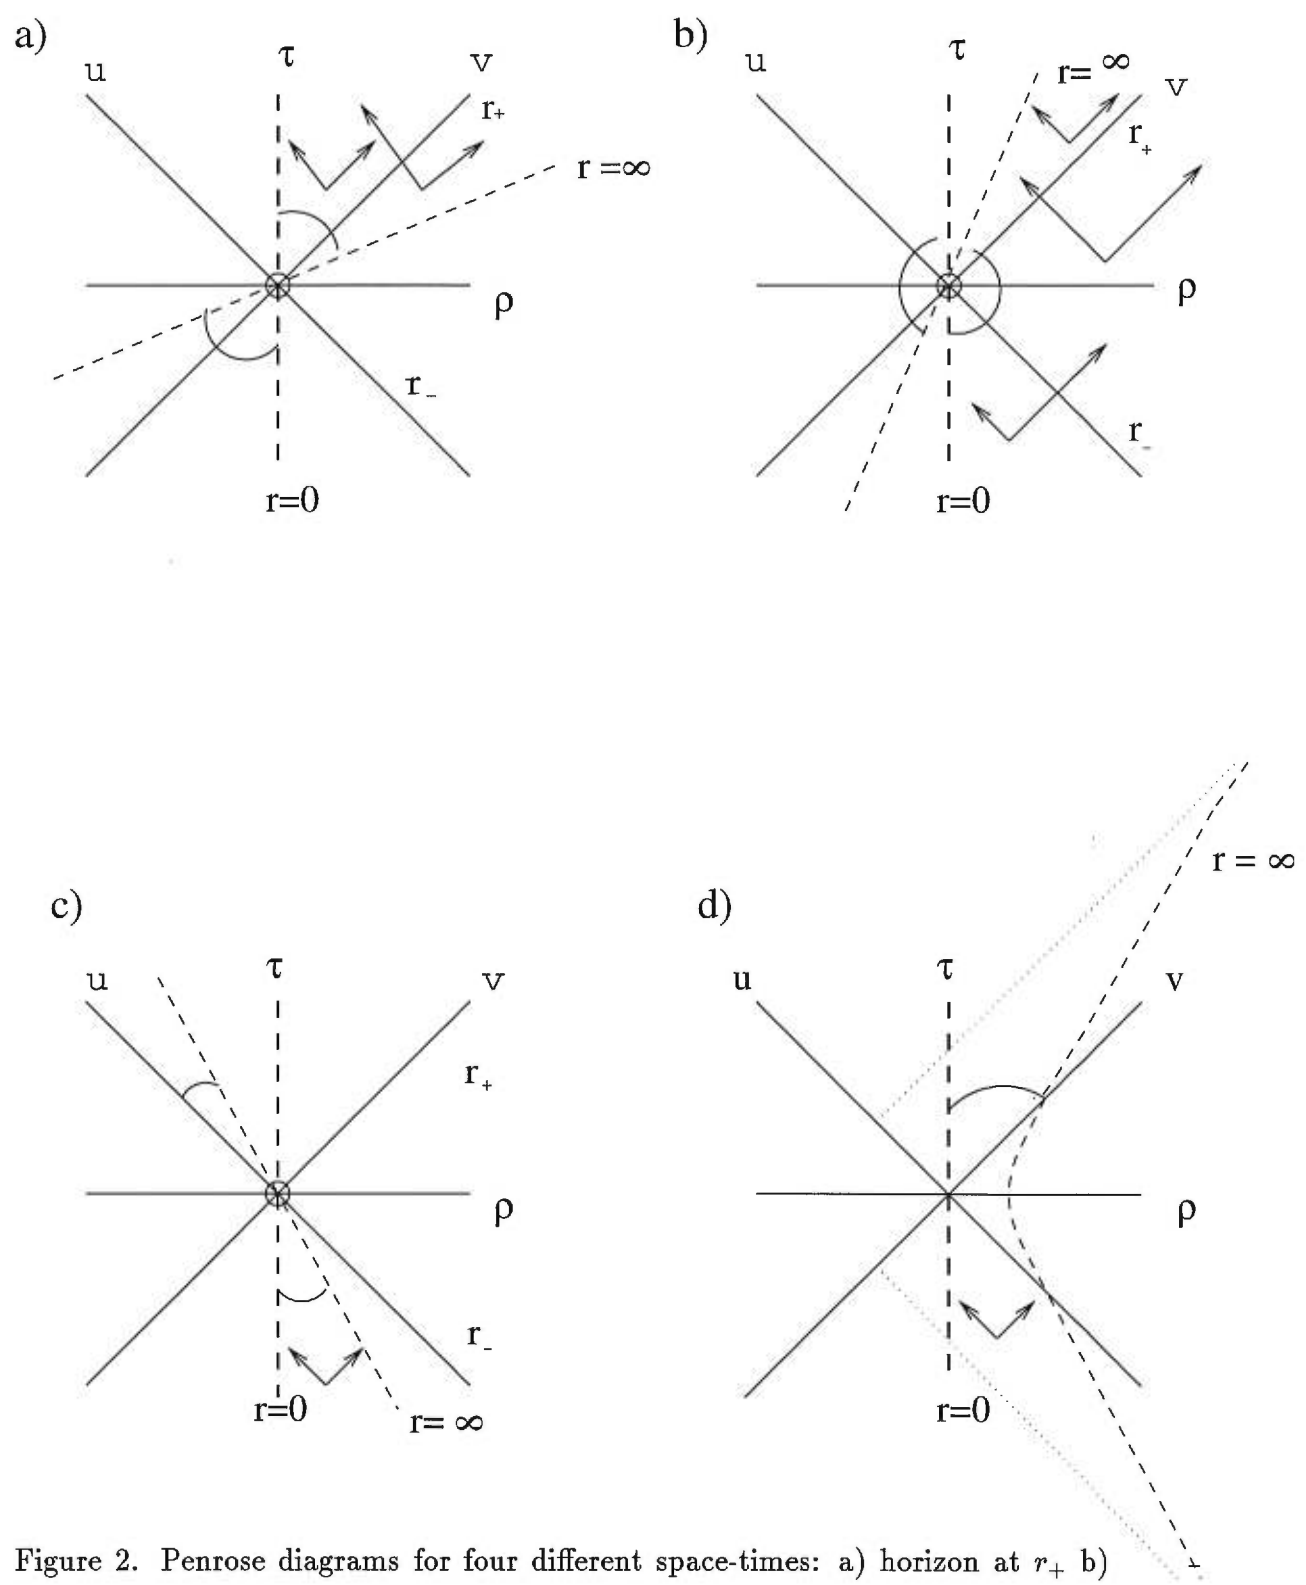 a)
τ
u
v
r₊
r =∞
ρ
r₋
r=0
b)
τ
u
r= ∞
v
r₊
ρ
r₋
r=0
c)
τ
u
v
r₊
ρ
r₋
r=0
r= ∞
d)
r = ∞
τ
u
v
ρ
r=0
Figure 2. Penrose diagrams for four different space-times: a) horizon at r₊ b)